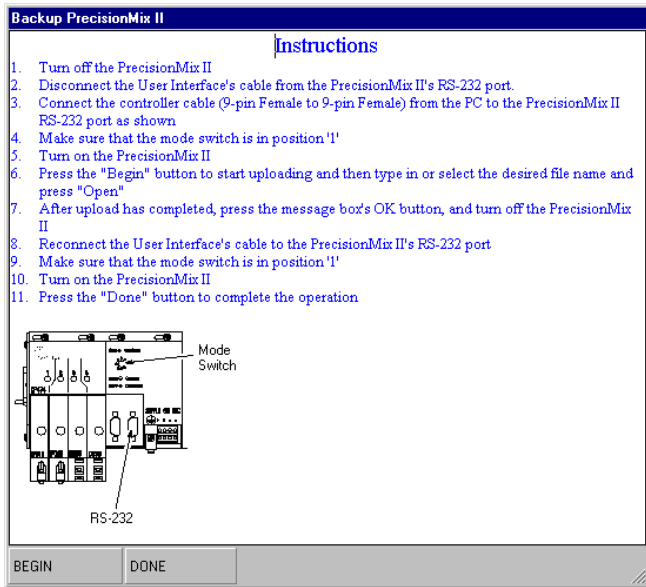 Backup PrecisionMix II
Instructions
1. Turn off the PrecisionMix II
2. Disconnect the User Interface's cable from the PrecisionMix II's RS-232 port.
3. Connect the controller cable (9-pin Female to 9-pin Female) from the PC to the PrecisionMix II
RS-232 port as shown
4. Make sure that the mode switch is in position '1'
5. Turn on the PrecisionMix II
6. Press the "Begin" button to start uploading and then type in or select the desired file name and
press "Open"
7. After upload has completed, press the message box's OK button, and turn off the PrecisionMix
II
8. Reconnect the User Interface's cable to the PrecisionMix II's RS-232 port
9. Make sure that the mode switch is in position '1'
10. Turn on the PrecisionMix II
11. Press the "Done" button to complete the operation
Mode
Switch
RS-232
BEGIN
DONE